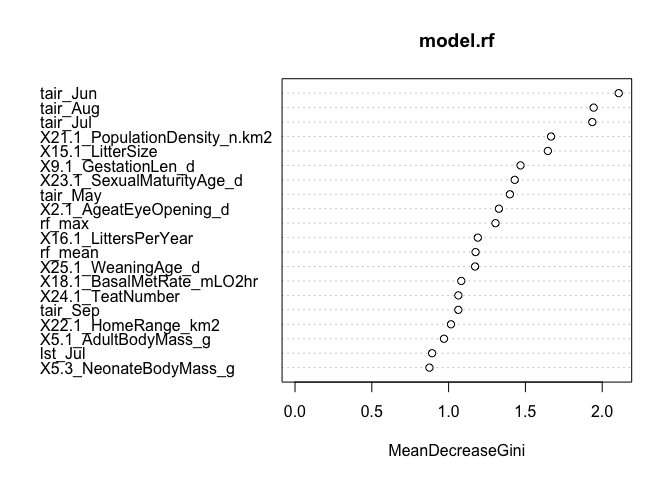 model.rf
tair_Jun
tair_Aug
tair_Jul
X21.1_PopulationDensity_n.km2
X15.1_LitterSize
X9.1_GestationLen_d
X23.1_SexualMaturityAge_d
tair_May
X2.1_AgeatEyeOpening_d
rf_max
X16.1_LittersPerYear
rf_mean
X25.1_WeaningAge_d
X18.1_BasalMetRate_mLO2hr
X24.1_TeatNumber
tair_Sep
X22.1_HomeRange_km2
X5.1_AdultBodyMass_g
lst_Jul
X5.3_NeonateBodyMass_g
0.0 0.5 1.0 1.5 2.0
MeanDecreaseGini